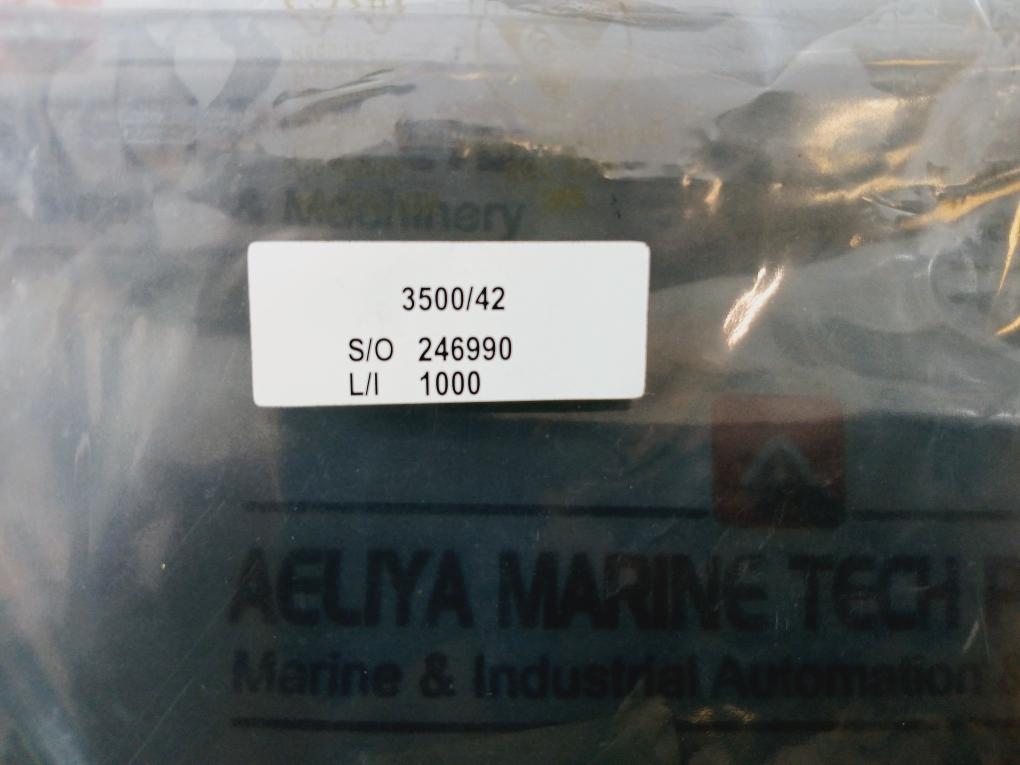 & Machinery
3500/42
S/O 246990
L/I 1000
AELIYA MARINE TECH P
Marine & Industrial Automation &